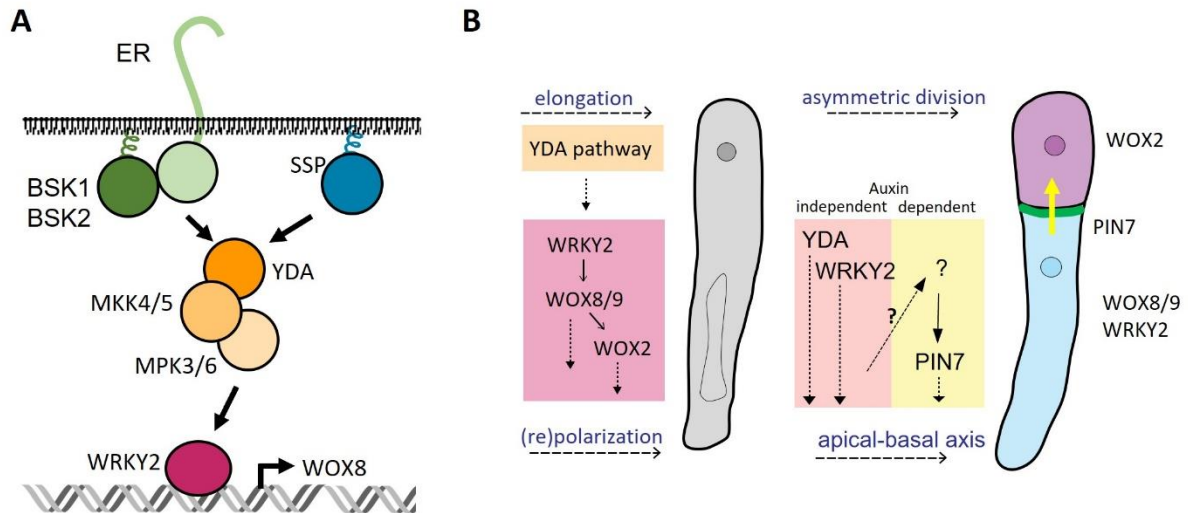 A
ER
BSK1
BSK2
SSP
YDA
MKK4/5
MPK3/6
WRKY2
WOX8
B
elongation
YDA pathway
WRKY2
WOX8/9
WOX2
(re)polarization
asymmetric division
Auxin
independent dependent
YDA
WRKY2
?
?
PIN7
apical-basal axis
WOX2
PIN7
WOX8/9
WRKY2